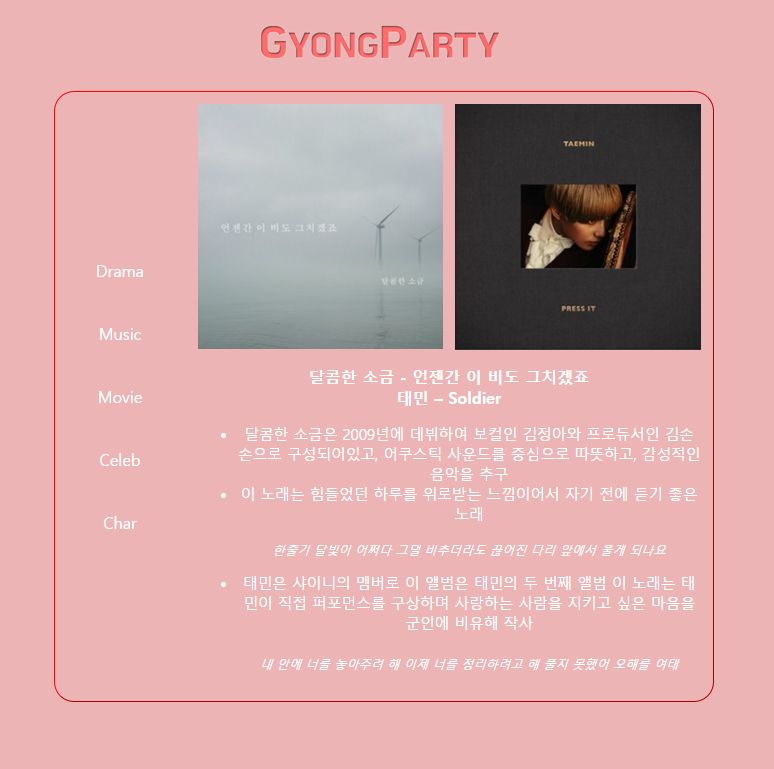 GYONGPARTY
언젠간 이 비도 그치겠죠
달콤한 소금
TAEMIN
PRESS IT
Drama
Music
Movie
Celeb
Char
달콤한 소금 - 언젠간 이 비도 그치겠죠
태민 – Soldier
달콤한 소금은 2009년에 데뷔하여 보컬인 김정아와 프로듀서인 김손
손으로 구성되어있고, 어쿠스틱 사운드를 중심으로 따뜻하고, 감성적인
음악을 추구
이 노래는 힘들었던 하루를 위로받는 느낌이어서 자기 전에 듣기 좋은
노래
한줄기 달빛이 어쩌다 그댈 비추더라도 끊어진 다리 앞에서 울게 되나요
태민은 샤이니의 멤버로 이 앨범은 태민의 두 번째 앨범 이 노래는 태
민이 직접 퍼포먼스를 구상하며 사랑하는 사람을 지키고 싶은 마음을
군인에 비유해 작사
내 안에 너를 놓아주려 해 이제 너를 정리하려고 해 풀지 못했어 오해를 여태